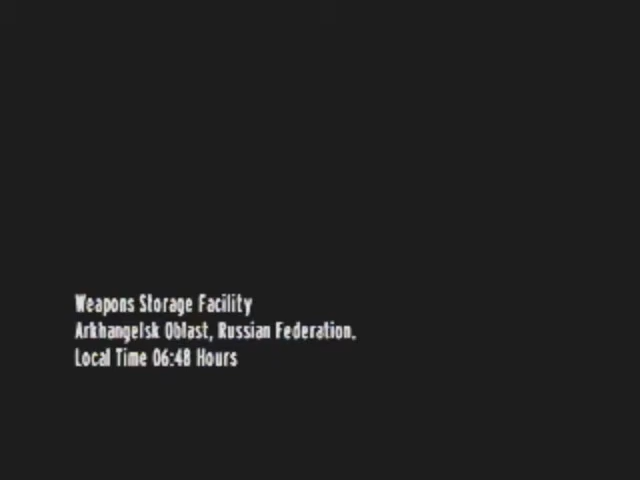 Weapons Storage Facility
Arkhangelsk Oblast, Russian Federation.
Local Time 06:48 Hours